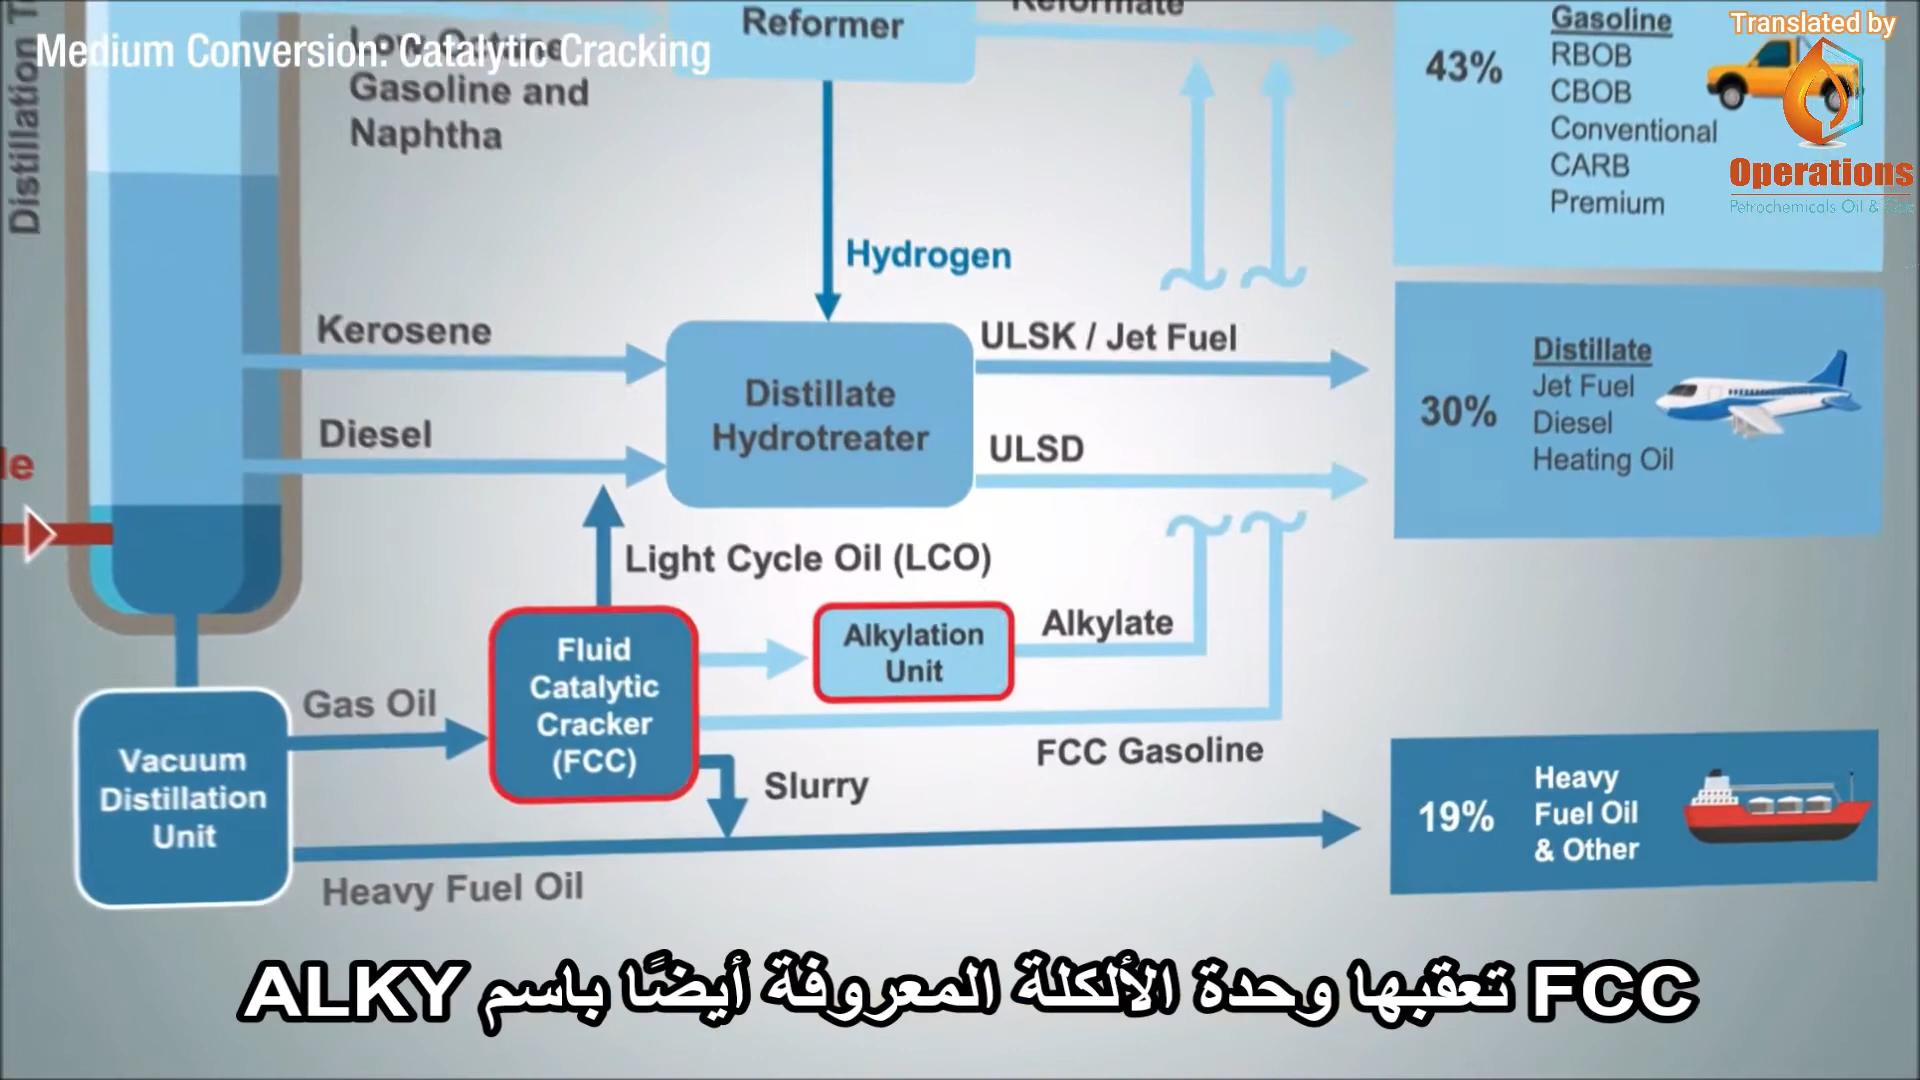 Medium Conversion: Catalytic Cracking
Translated by
Operations
Petrochemicals Oil &
Reformer
Reformate
Gasoline and
Naphtha
Distillation
Hydrogen
Kerosene
Diesel
Distillate
Hydrotreater
ULSK / Jet Fuel
ULSD
Light Cycle Oil (LCO)
Fluid
Catalytic
Cracker
(FCC)
Alkylation
Unit
Alkylate
Gas Oil
FCC Gasoline
Slurry
Vacuum
Distillation
Unit
Heavy Fuel Oil
43%
Gasoline
RBOB
CBOB
Conventional
CARB
Premium
30%
Distillate
Jet Fuel
Diesel
Heating Oil
19%
Heavy
Fuel Oil
& Other
FCC تعقبها وحدة الألكلة المعروفة أيضًا باسم ALKY